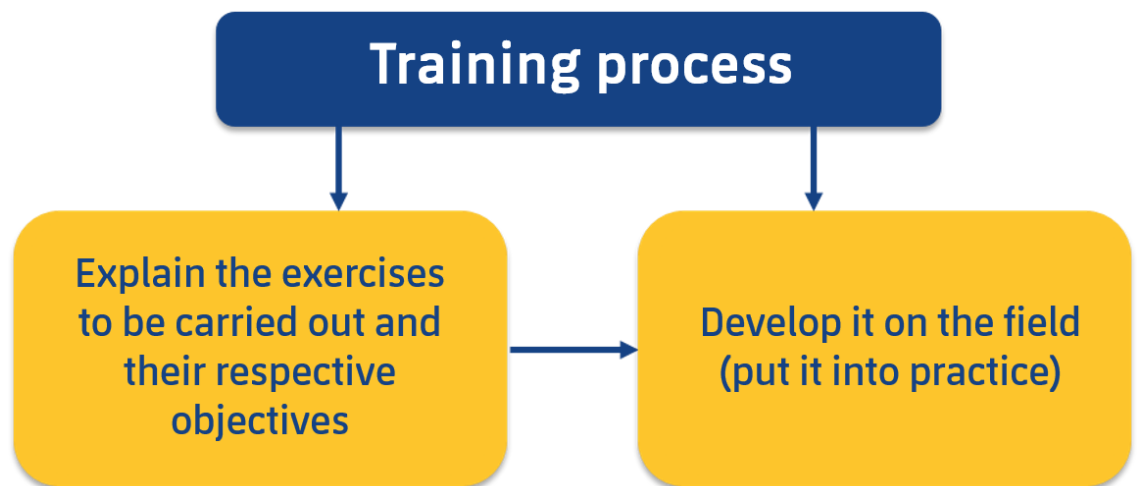 Training process
Explain the exercises
to be carried out and
their respective
objectives
Develop it on the field
(put it into practice)